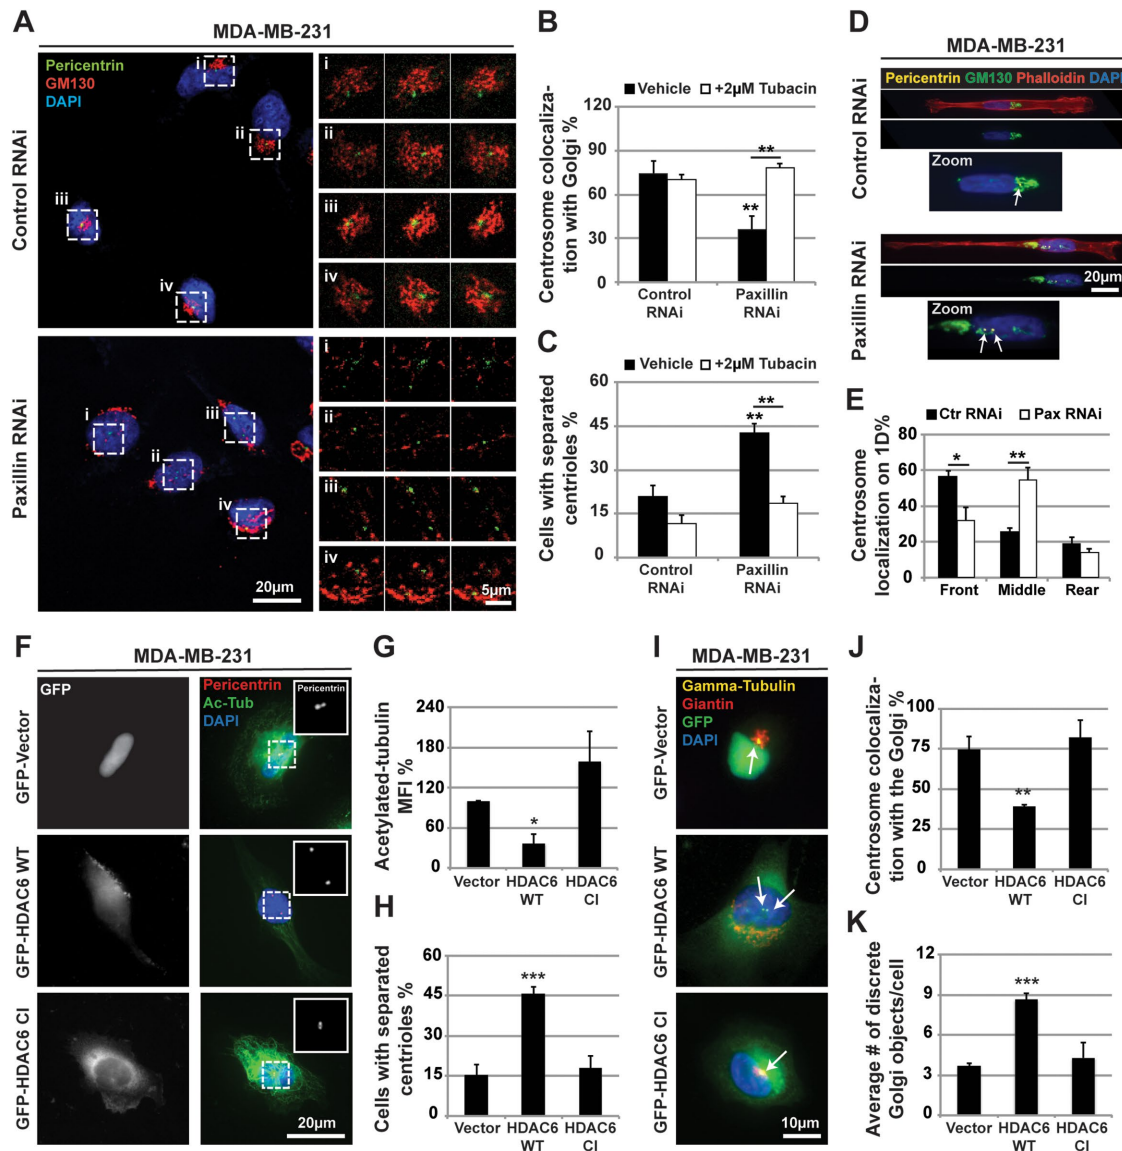 A
MDA-MB-231
Control RNAi
Pericentrin
GM130
DAPI
i
ii
iii
iv
i
ii
iii
iv
Paxillin RNAi
i
ii
iii
iv
20µm
i
ii
iii
iv
5µm
B
Vehicle
+2µM Tubacin
Centrosome colocaliza-
tion with Golgi %
120
90
60
30
0
**
**
Control
RNAi
Paxillin
RNAi
C
Vehicle
+2µM Tubacin
Cells with separated
centrioles %
60
45
30
15
0
**
**
Control
RNAi
Paxillin
RNAi
D
MDA-MB-231
Pericentrin GM130 Phalloidin DAPI
Control RNAi
Zoom
Paxillin RNAi
20µm
Zoom
E
Ctr RNAi
Pax RNAi
Centrosome
localization on 1D%
80
60
40
20
0
*
**
Front
Middle
Rear
F
MDA-MB-231
GFP-Vector
GFP
Pericentrin
Ac-Tub
DAPI
Pericentrin
GFP-HDAC6 WT
GFP-HDAC6 CI
20µm
G
Acetylated-tubulin
MFI %
240
180
120
60
0
*
Vector
HDAC6
WT
HDAC6
CI
H
Cells with separated
centrioles %
60
45
30
15
0
***
Vector
HDAC6
WT
HDAC6
CI
I
MDA-MB-231
GFP-Vector
Gamma-Tubulin
Giantin
GFP
DAPI
GFP-HDAC6 WT
GFP-HDAC6 CI
10µm
J
Centrosome colocaliza-
tion with the Golgi %
100
75
50
25
0
**
Vector
HDAC6
WT
HDAC6
CI
K
Average # of discrete
Golgi objects/cell
12
9
6
3
0
***
Vector
HDAC6
WT
HDAC6
CI